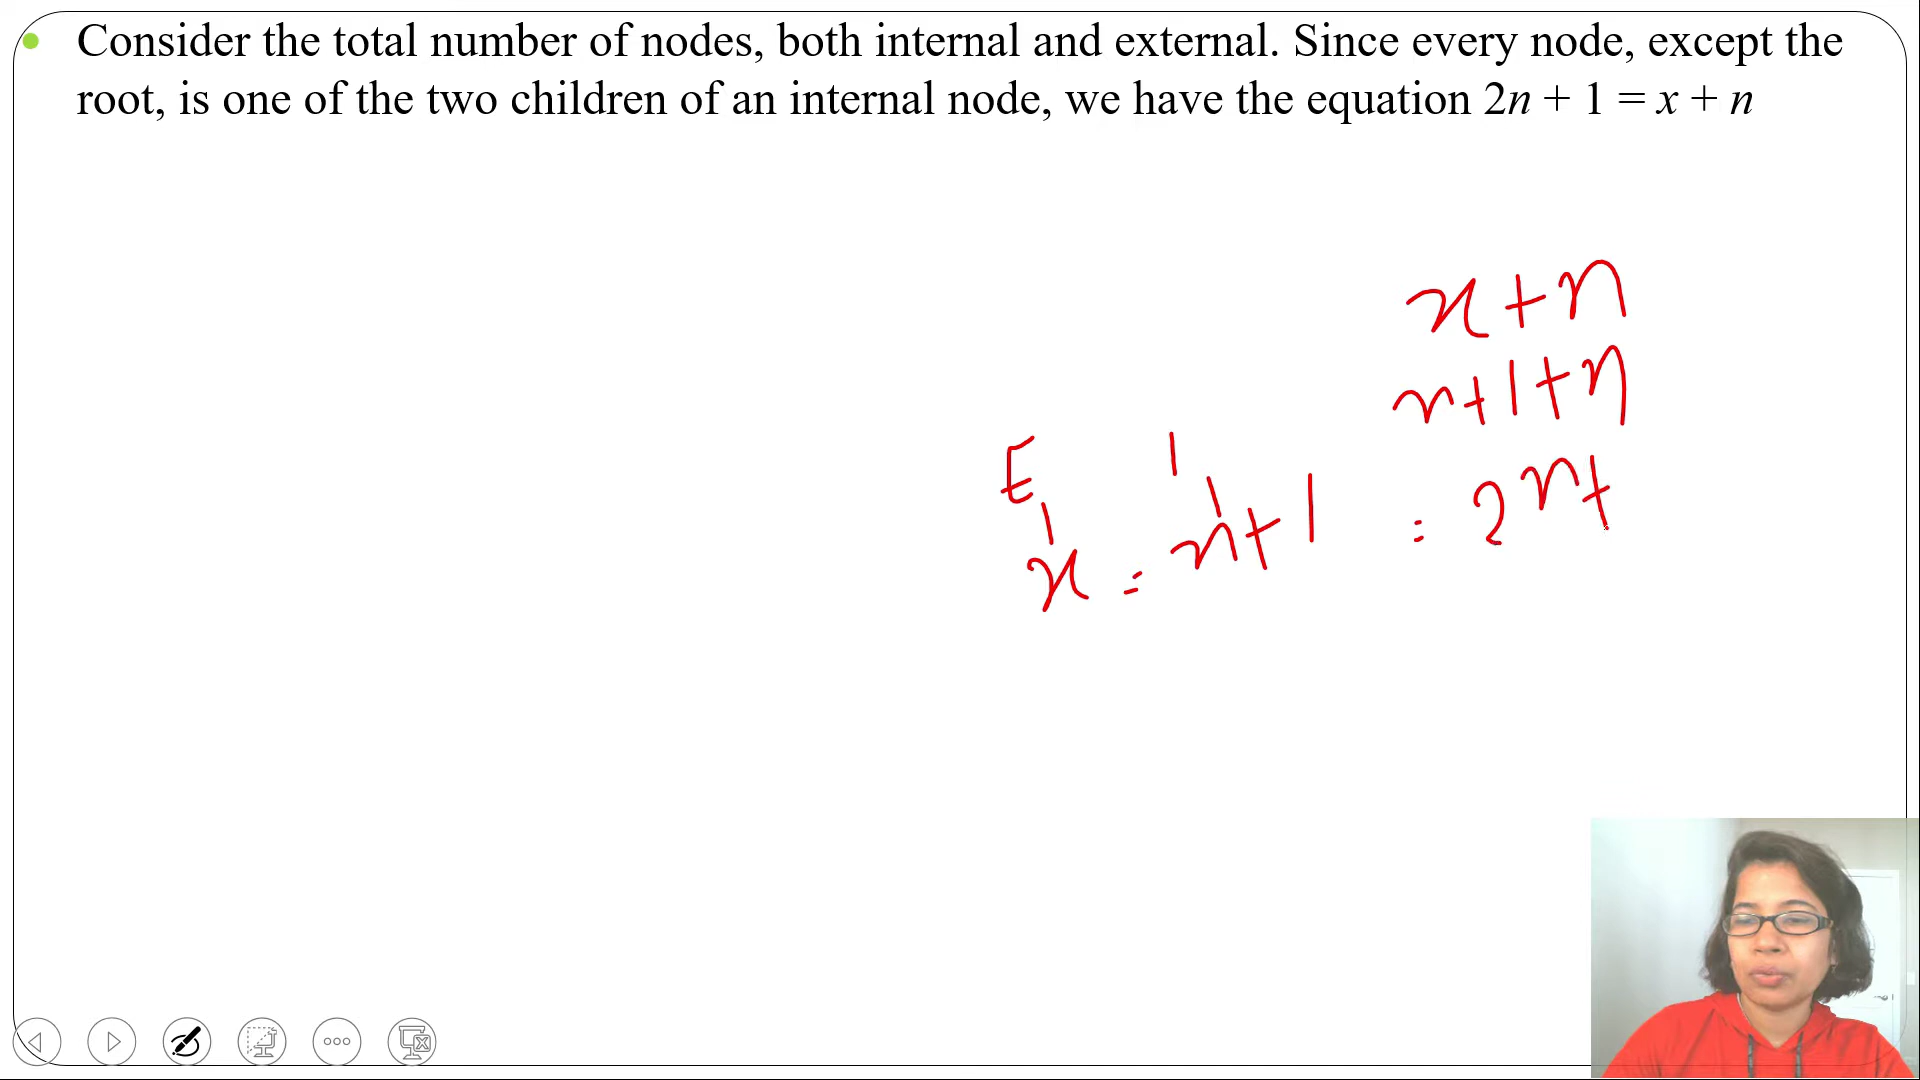 Consider the total number of nodes, both internal and external. Since every node, except the
root, is one of the two children of an internal node, we have the equation 2n + 1 = x + n
x+n
n+1+n
= 2n+
E 1
x = n+1